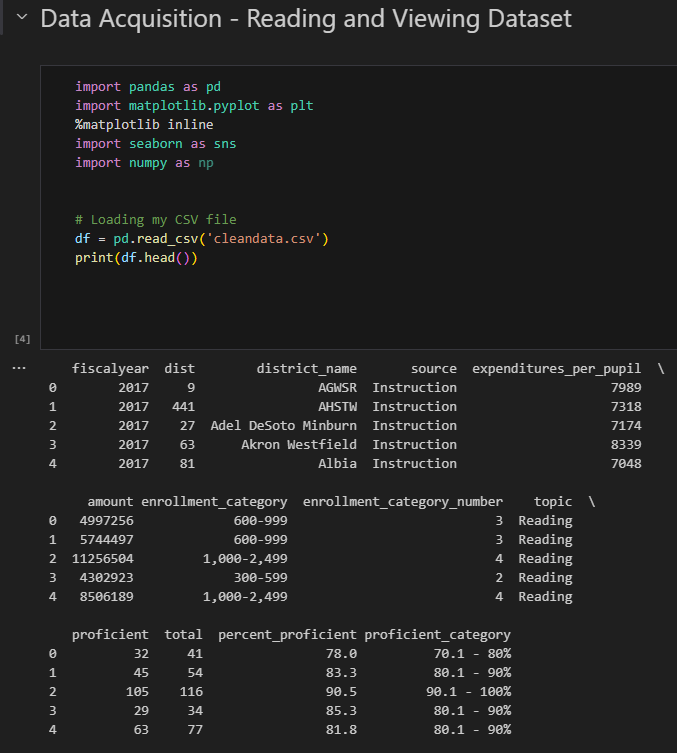 Data Acquisition - Reading and Viewing Dataset
import pandas as pd
import matplotlib.pyplot as plt
%matplotlib inline
import seaborn as sns
import numpy as np
# Loading my CSV file
df = pd.read_csv('cleandata.csv')
print(df.head())
[4]
... fiscalyear dist district_name source expenditures_per_pupil \
0 2017 9 AGWSR Instruction 7989
1 2017 441 AHSTW Instruction 7318
2 2017 27 Adel DeSoto Minburn Instruction 7174
3 2017 63 Akron Westfield Instruction 8339
4 2017 81 Albia Instruction 7048
amount enrollment_category enrollment_category_number topic \
0 4997256 600-999 3 Reading
1 5744497 600-999 3 Reading
2 11256504 1,000-2,499 4 Reading
3 4302923 300-599 2 Reading
4 8506189 1,000-2,499 4 Reading
proficient total percent_proficient proficient_category
0 32 41 78.0 70.1 - 80%
1 45 54 83.3 80.1 - 90%
2 105 116 90.5 90.1 - 100%
3 29 34 85.3 80.1 - 90%
4 63 77 81.8 80.1 - 90%